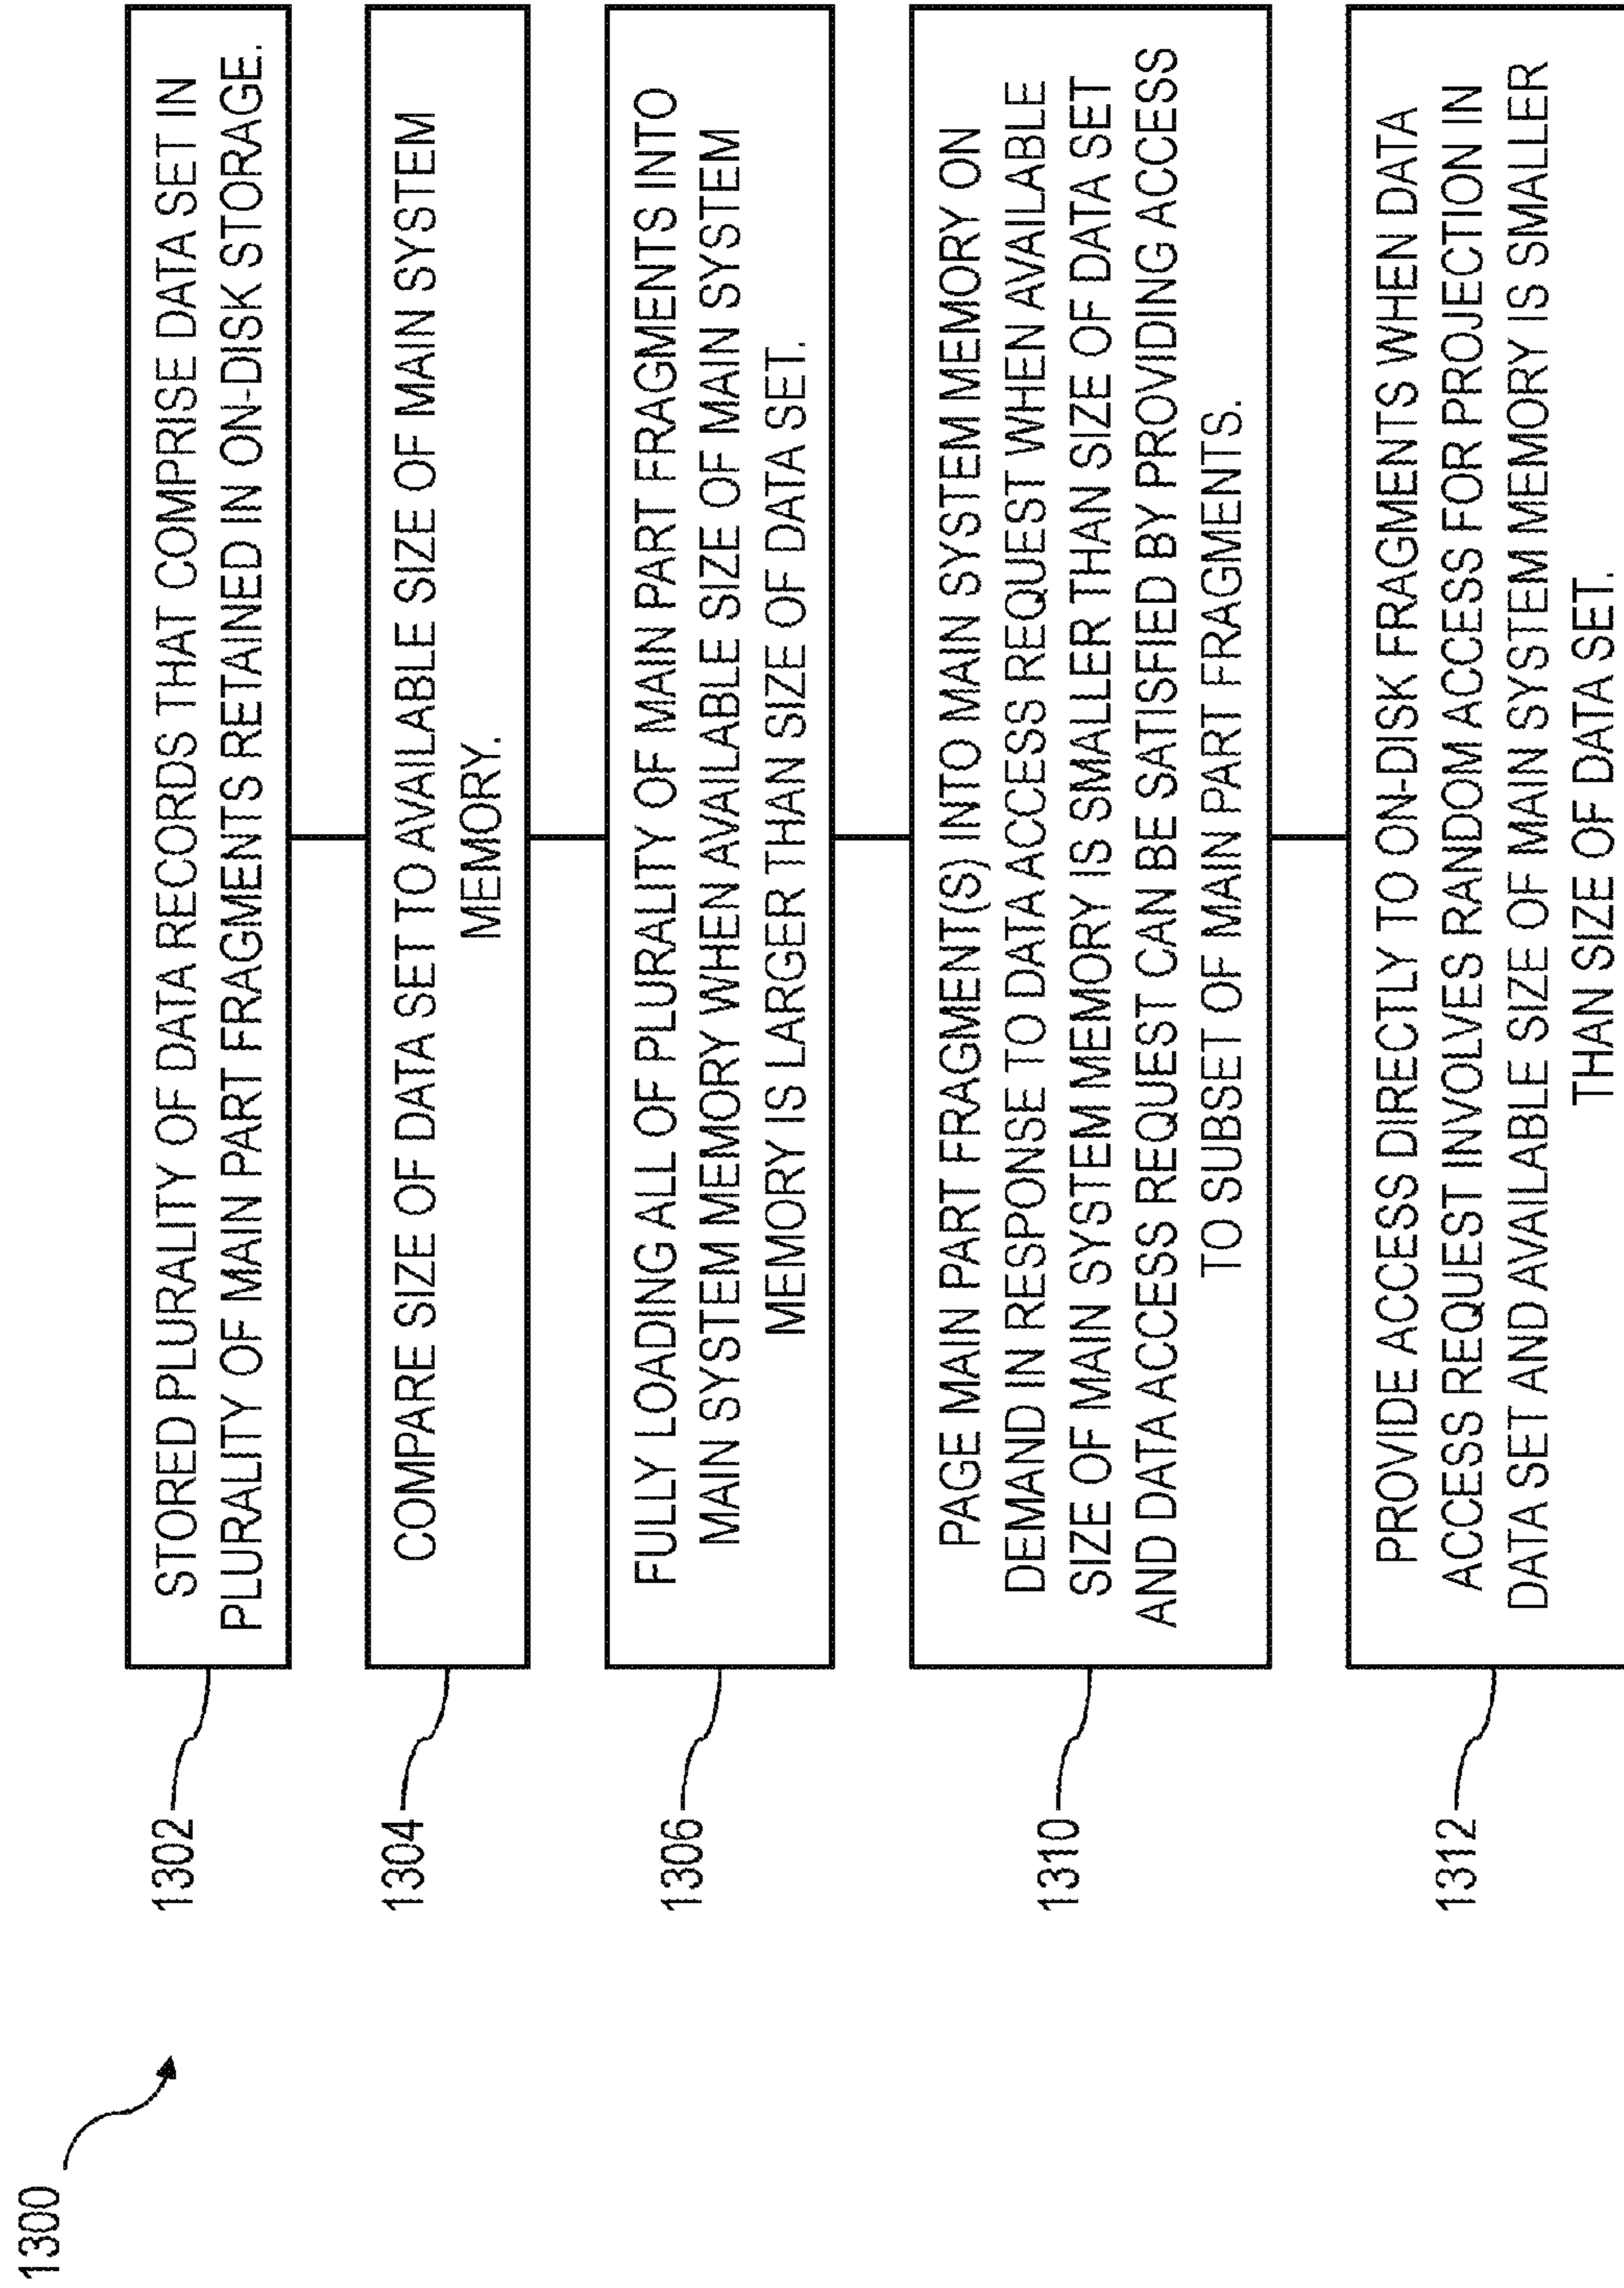 1300
1302
STORED PLURALITY OF DATA RECORDS THAT COMPRISE DATA SET IN
PLURALITY OF MAIN PART FRAGMENTS RETAINED IN ON-DISK STORAGE.
1304
COMPARE SIZE OF DATA SET TO AVAILABLE SIZE OF MAIN SYSTEM
MEMORY.
1306
FULLY LOADING ALL OF PLURALITY OF MAIN PART FRAGMENTS INTO
MAIN SYSTEM MEMORY WHEN AVAILABLE SIZE OF MAIN SYSTEM
MEMORY IS LARGER THAN SIZE OF DATA SET.
1310
PAGE MAIN PART FRAGMENT(S) INTO MAIN SYSTEM MEMORY ON
DEMAND IN RESPONSE TO DATA ACCESS REQUEST WHEN AVAILABLE
SIZE OF MAIN SYSTEM MEMORY IS SMALLER THAN SIZE OF DATA SET
AND DATA ACCESS REQUEST CAN BE SATISFIED BY PROVIDING ACCESS
TO SUBSET OF MAIN PART FRAGMENTS.
1312
PROVIDE ACCESS DIRECTLY TO ON-DISK FRAGMENTS WHEN DATA
ACCESS REQUEST INVOLVES RANDOM ACCESS FOR PROJECTION IN
DATA SET AND AVAILABLE SIZE OF MAIN SYSTEM MEMORY IS SMALLER
THAN SIZE OF DATA SET.